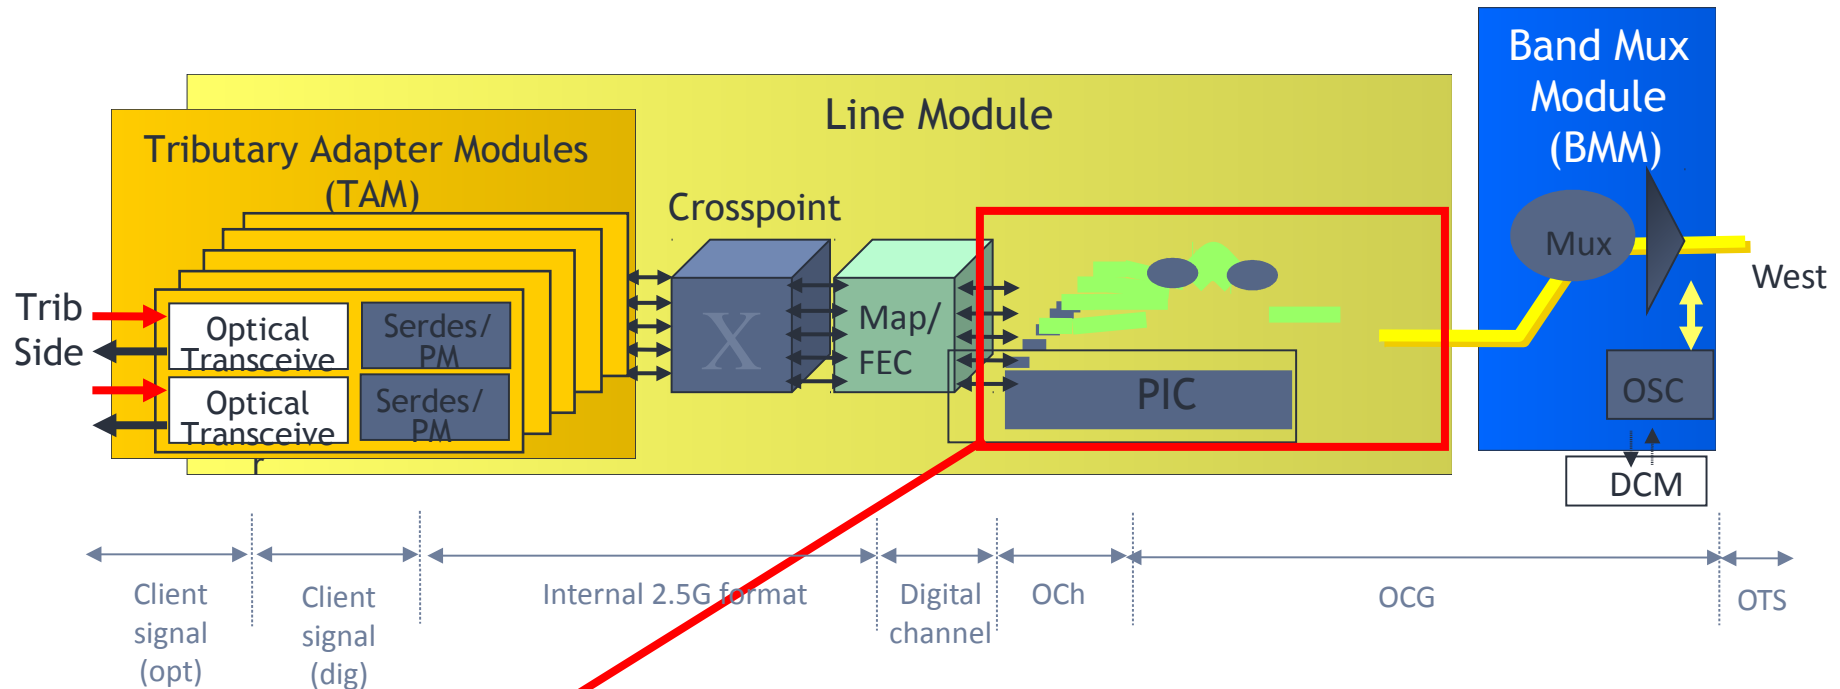 Band Mux
Module
(BMM)
Line Module
Tributary Adapter Modules
(TAM)
Crosspoint
Mux
West
Trib
Side
Optical
Transceive
r
Serdes/
PM
Optical
Transceive
Serdes/
PM
X
Map/
FEC
PIC
OSC
DCM
Client
signal
(opt)
Client
signal
(dig)
Internal 2.5G format
Digital
channel
OCh
OCG
OTS